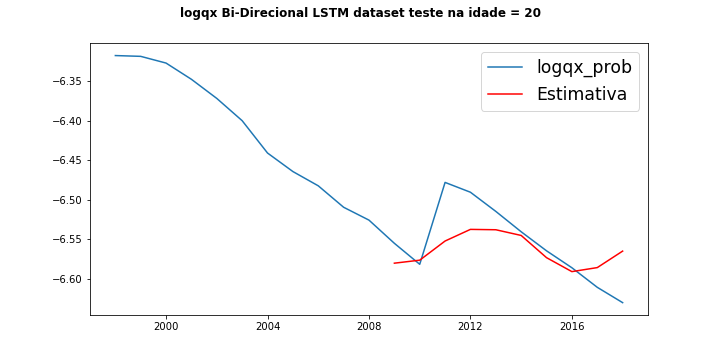 logqx Bi-Direcional LSTM dataset teste na idade = 20
logqx_prob
Estimativa
−6.35
−6.40
−6.45
−6.50
−6.55
−6.60
2000 2004 2008 2012 2016